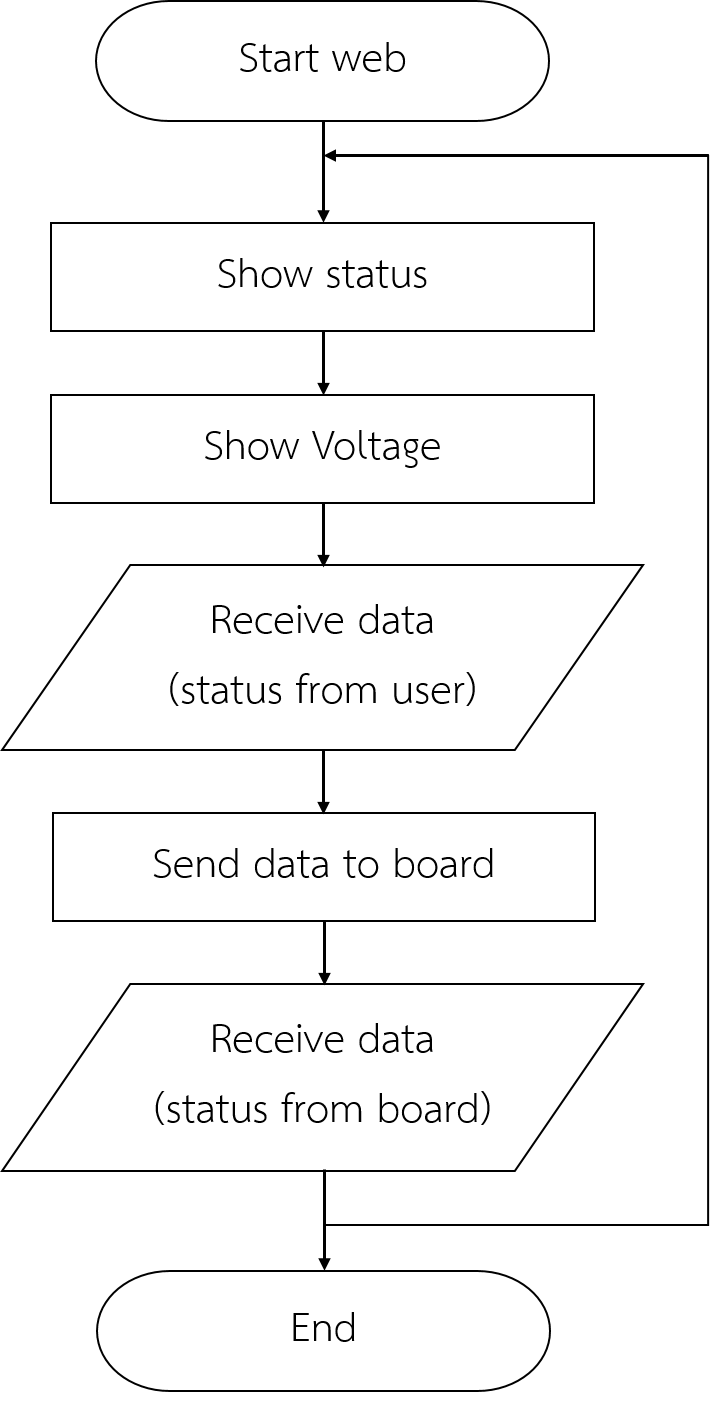 Start web
Show status
Show Voltage
Receive data
(status from user)
Send data to board
Receive data
(status from board)
End